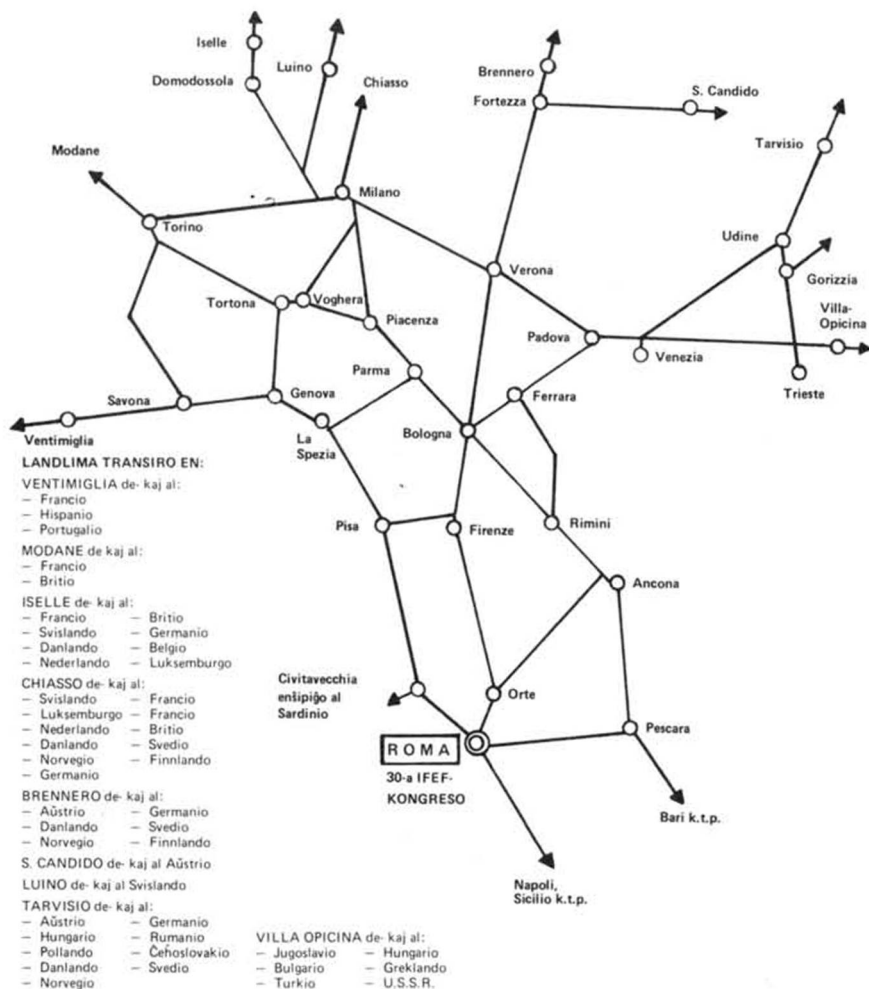 Iselle
Luino
Domodossola
Chiasso
Brennero
Fortezza
S. Candido
Tarvisio
Modane
Milano
Torino
Udine
Verona
Gorizzia
Tortona
Voghera
Piacenza
Villa-
Opicina
Padova
Venezia
Parma
Trieste
Savona
Genova
Ferrara
Ventimiglia
La
Spezia
Bologna
Pisa
Firenze
Rimini
Ancona
Civitavecchia
enŝipiĝo al
Sardinio
Orte
ROMA
Pescara
30-a IFEF-
KONGRESO
Bari k.t.p.
Napoli,
Sicilio k.t.p.
LANDLIMA TRANSIRO EN:
VENTIMIGLIA de- kaj al:
– Francio
– Hispanio
– Portugalio
MODANE de kaj al:
– Francio
– Britio
ISELLE de- kaj al:
– Francio – Britio
– Svislando – Germanio
– Danlando – Belgio
– Nederlando – Luksemburgo
CHIASSO de- kaj al:
– Svislando – Francio
– Luksemburgo – Francio
– Nederlando – Britio
– Danlando – Svedio
– Norvegio – Finnlando
– Germanio
BRENNERO de- kaj al:
– Aŭstrio – Germanio
– Danlando – Svedio
– Norvegio – Finnlando
S. CANDIDO de- kaj al Aŭstrio
LUINO de- kaj al Svislando
TARVISIO de- kaj al:
– Aŭstrio – Germanio
– Hungario – Rumanio
– Pollando – Ĉeĥoslovakio
– Danlando – Svedio
– Norvegio
VILLA OPICINA de- kaj al:
– Jugoslavio – Hungario
– Bulgario – Greklando
– Turkio – U.S.S.R.